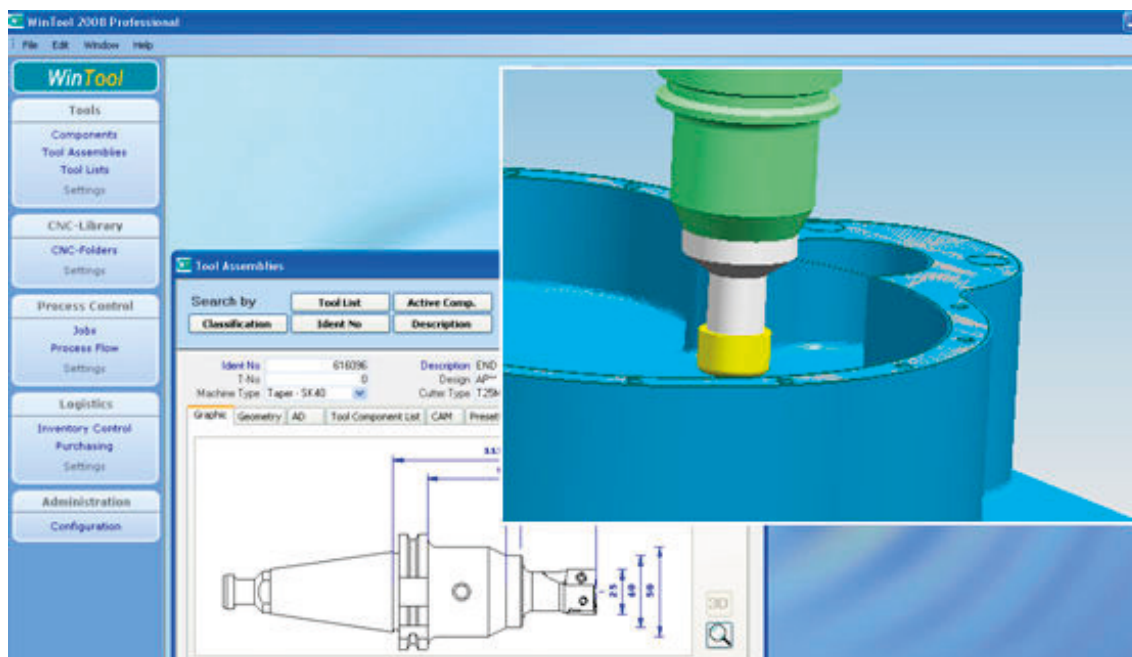 WinTool 2008 Professional
File Edit Window Help
WinTool
Tools
Components
Tool Assemblies
Tool Lists
Settings
CNC-Library
CNC-Folders
Settings
Process Control
Jobs
Process Flow
Settings
Logistics
Inventory Control
Purchasing
Settings
Administration
Configuration
Tool Assemblies
Search by Tool List Active Comp.
Classification Ident No Description
Ident No 616096 Description END
T-No 0 Design
Machine Type Taper - SK40 Cutter Type
Graphic Geometry AD Tool Component List CAM Preset
25 40 50
3D